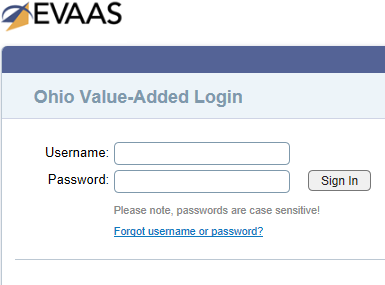 EVAAS
Ohio Value-Added Login
Username:
Password:
Sign In
Please note, passwords are case sensitive!
Forgot username or password?